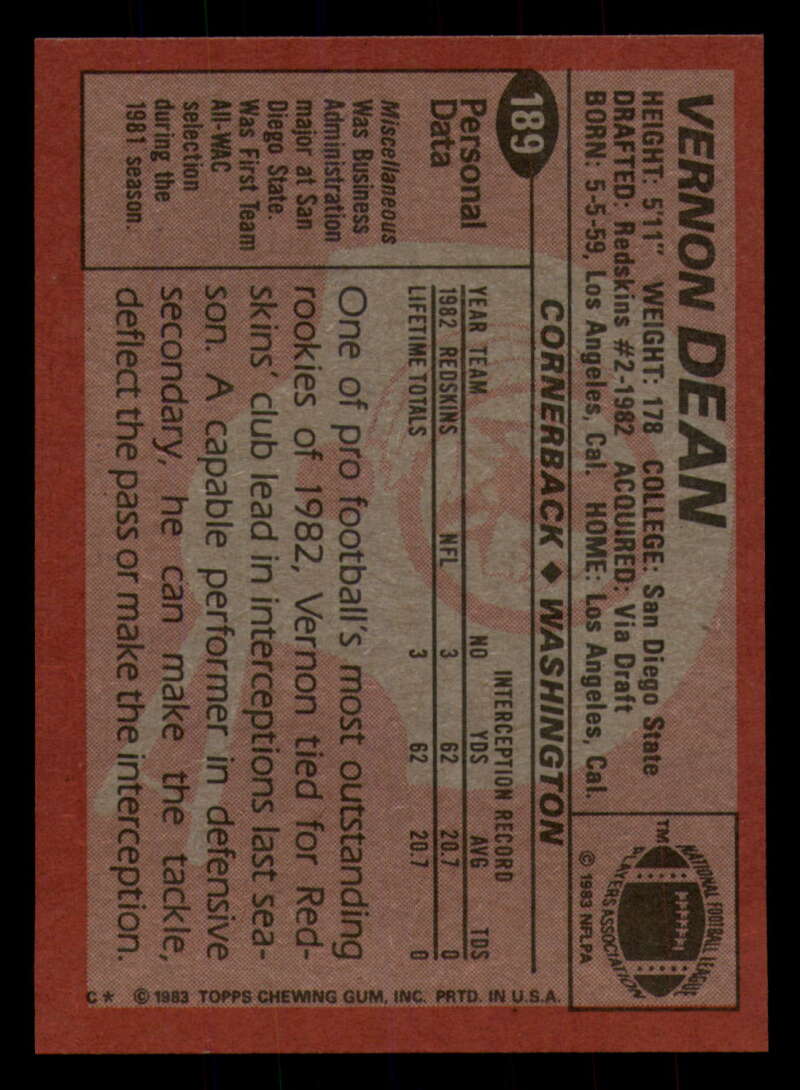 VERNON DEAN
HEIGHT: 5'11" WEIGHT: 178 COLLEGE: San Diego State
DRAFTED: Redskins #2-1982 ACQUIRED: Via Draft
BORN: 5-5-59, Los Angeles, Cal. HOME: Los Angeles, Cal.
NATIONAL FOOTBALL LEAGUE
PLAYERS ASSOCIATION
TM
© 1983 NFLPA
189
CORNERBACK ♦ WASHINGTON
Personal
Data
Miscellaneous
Was Business
Administration
major at San
Diego State.
Was First Team
All-WAC
selection
during the
1981 season.
INTERCEPTION RECORD
YEAR TEAM NO YDS AVG TDS
1982 REDSKINS NFL 3 62 20.7 0
LIFETIME TOTALS 3 62 20.7 0
One of pro football's most outstanding
rookies of 1982, Vernon tied for Red-
skins' club lead in interceptions last sea-
son. A capable performer in defensive
secondary, he can make the tackle,
deflect the pass or make the interception.
C* © 1983 TOPPS CHEWING GUM, INC. PRTD. IN U.S.A.